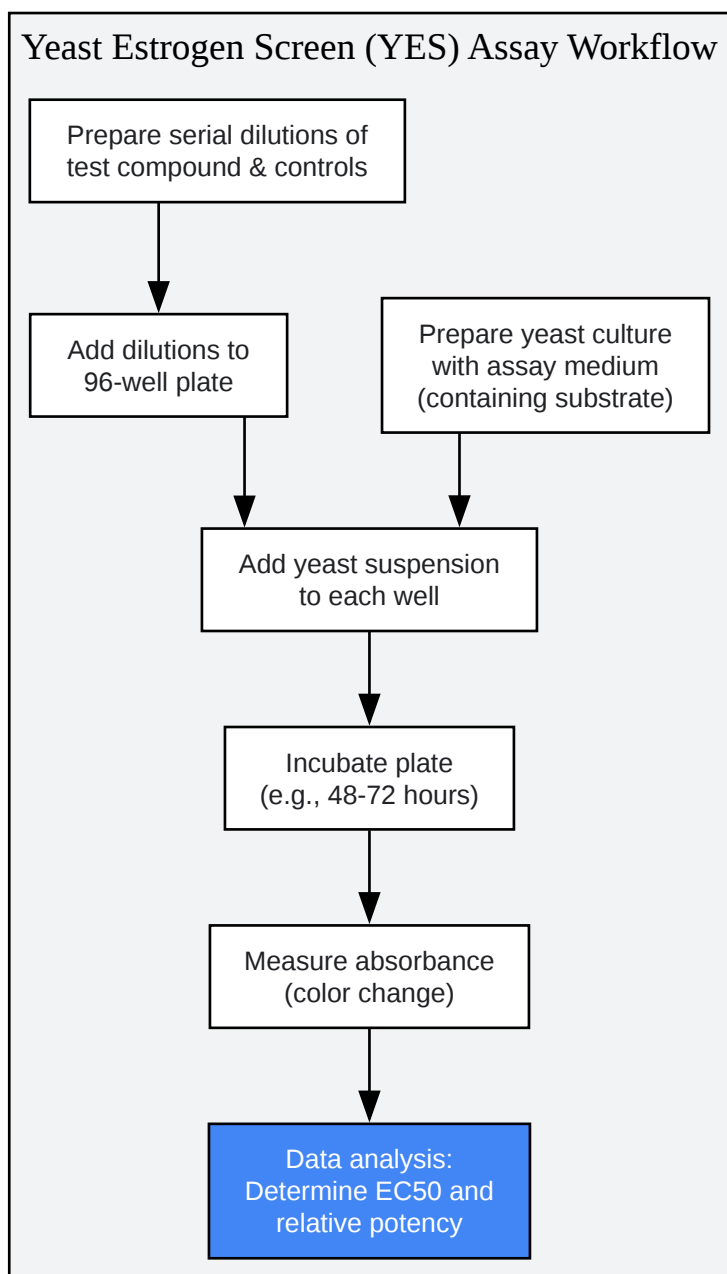 Yeast Estrogen Screen (YES) Assay Workflow
Prepare serial dilutions of
test compound & controls
Add dilutions to
96-well plate
Prepare yeast culture
with assay medium
(containing substrate)
Add yeast suspension
to each well
Incubate plate
(e.g., 48-72 hours)
Measure absorbance
(color change)
Data analysis:
Determine EC50 and
relative potency